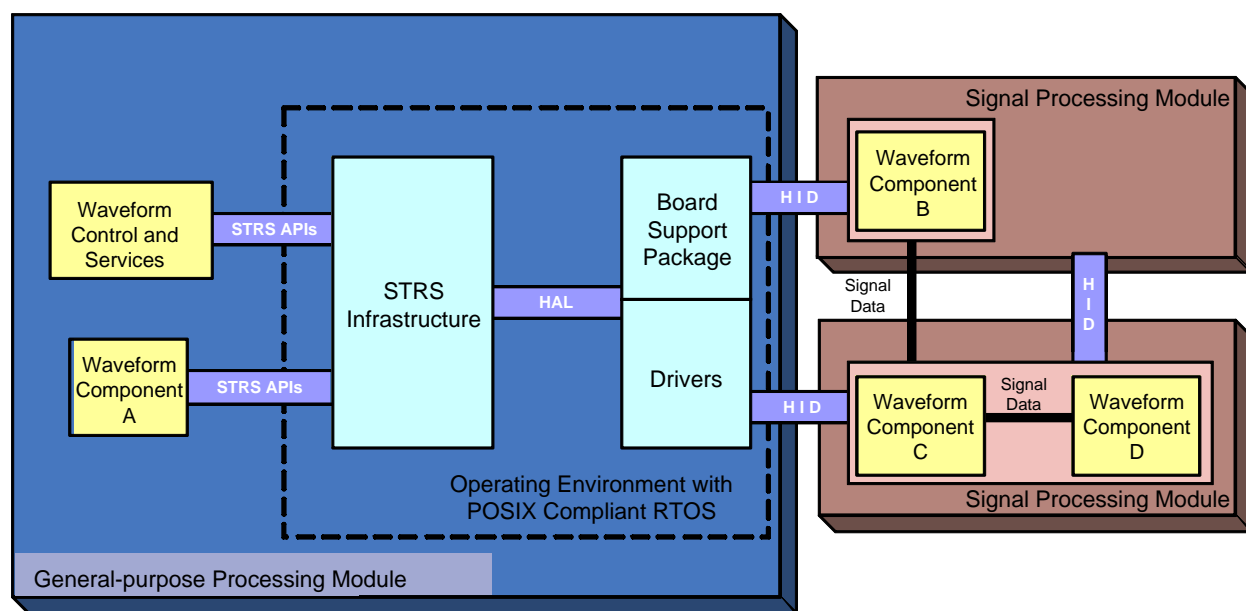 Signal Processing Module
Waveform
Component
B
H I D
Waveform
Control and
Services
STRS APIs
STRS
Infrastructure
HAL
Board
Support
Package
Drivers
Signal
Data
H
I
D
Waveform
Component
A
STRS APIs
H I D
Waveform
Component
C
Signal
Data
Waveform
Component
D
Signal Processing Module
Operating Environment with
POSIX Compliant RTOS
General-purpose Processing Module